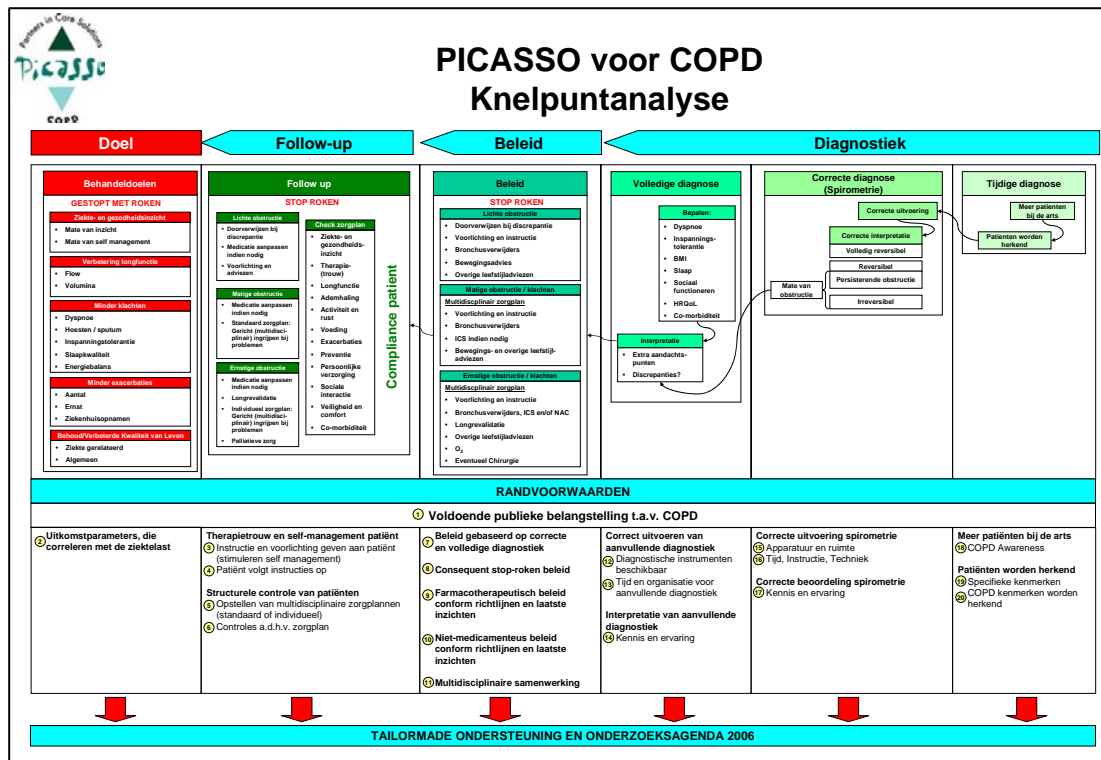 Partners in Care Solutions
Picasso
COPD
PICASSO voor COPD
Knelpuntanalyse
Doel
Follow-up
Beleid
Diagnostiek
Behandeldoelen
GESTOPT MET ROKEN
Ziekte- en gezodheidsinzicht
• Mate van inzicht
• Mate van self management
Verbetering longfunctie
• Flow
• Volumina
Minder klachten
• Dyspnoe
• Hoesten / sputum
• Inspanningstolerantie
• Slaapkwaliteit
• Energiebalans
Minder exacerbaties
• Aantal
• Ernst
• Ziekenhuisopnamen
Behoud/Verbeterde Kwaliteit van Leven
• Ziekte gerelateerd
• Algemeen
Follow up
STOP ROKEN
Lichte obstructie
• Doorverwijzen bij
discrepantie
• Medicatie aanpassen
indien nodig
• Voorlichting en
adviezen
Matige obstructie
• Medicatie aanpassen
indien nodig
• Standaard zorgplan:
Gericht (multidisci-
plinair) ingrijpen bij
problemen
Ernstige obstructie
• Medicatie aanpassen
indien nodig
• Longrevalidatie
• Individueel zorgplan:
Gericht (multidisci-
plinair) ingrijpen bij
problemen
• Palliatieve zorg
Check zorgplan
• Ziekte- en
gezondheids-
inzicht
• Therapie-
(trouw)
• Longfunctie
• Ademhaling
• Activiteit en
rust
• Voeding
• Exacerbaties
• Preventie
• Persoonlijke
verzorging
• Sociale
interactie
• Veiligheid en
comfort
• Co-morbiditeit
Compliance patient
Beleid
STOP ROKEN
Lichte obstructie
• Doorverwijzen bij discrepantie
• Voorlichting en instructie
• Bronchusverwijders
• Bewegingsadvies
• Overige leefstijladviezen
Matige obstructie / klachten
Multidiscplinair zorgplan
• Voorlichting en instructie
• Bronchusverwijders
• ICS indien nodig
• Bewegings- en overige leefstijl-
adviezen
Ernstige obstructie / klachten
Multidiscplinair zorgplan
• Voorlichting en instructie
• Bronchusverwijders, ICS en/of NAC
• Longrevalidatie
• Overige leefstijladviezen
• O2
• Eventueel Chirurgie
Volledige diagnose
Bepalen:
• Dyspnoe
• Inspannings-
tolerantie
• BMI
• Slaap
• Sociaal
functioneren
• HRQoL
• Co-morbiditeit
interpretatie
• Extra aandachts-
punten
• Discrepanties?
Correcte diagnose
(Spirometrie)
Correcte uitvoering
Correcte interpretatie
Volledig reversibel
Mate van
obstructie
Reversibel
Persisterende obstructie
Irreversibel
Tijdige diagnose
Meer patienten
bij de arts
Patienten worden
herkend
RANDVOORWAARDEN
1 Voldoende publieke belangstelling t.a.v. COPD
2 Uitkomstparameters, die
correleren met de ziektelast
Therapietrouw en self-management patiënt
3 Instructie en voorlichting geven aan patiënt
(stimuleren self management)
4 Patiënt volgt instructies op
Structurele controle van patiënten
5 Opstellen van multidisciplinaire zorgplannen
(standaard of individueel)
6 Controles a.d.h.v. zorgplan
7 Beleid gebaseerd op correcte
en volledige diagnostiek
8 Consequent stop-roken beleid
9 Farmacotherapeutisch beleid
conform richtlijnen en laatste
inzichten
10 Niet-medicamenteus beleid
conform richtlijnen en laatste
inzichten
11 Multidisciplinaire samenwerking
Correct uitvoeren van
aanvullende diagnostiek
12 Diagnostische instrumenten
beschikbaar
13 Tijd en organisatie voor
aanvullende diagnostiek
Interpretatie van aanvullende
diagnostiek
14 Kennis en ervaring
Correcte uitvoering spirometrie
15 Apparatuur en ruimte
16 Tijd, Instructie, Techniek
Correcte beoordeling spirometrie
17 Kennis en ervaring
Meer patiënten bij de arts
18 COPD Awareness
Patiënten worden herkend
19 Specifieke kenmerken
20 COPD kenmerken worden
herkend
TAILORMADE ONDERSTEUNING EN ONDERZOEKSAGENDA 2006